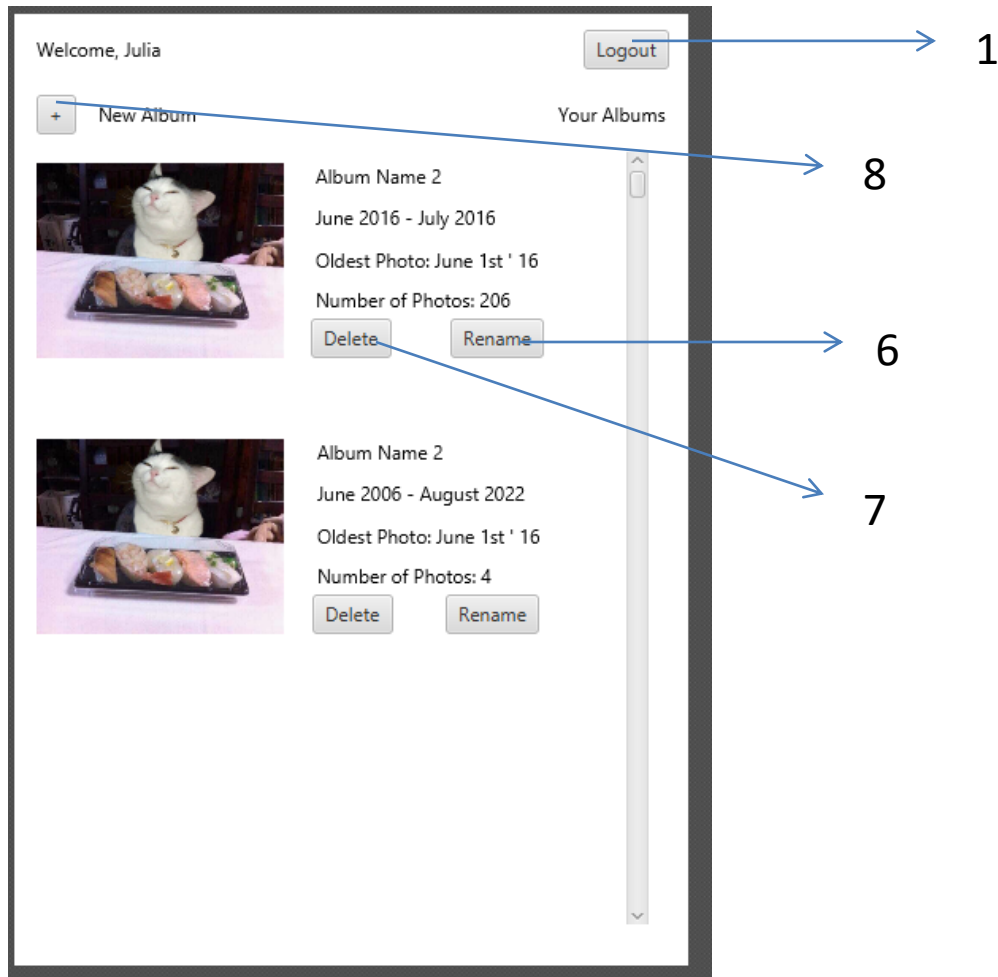 Welcome, Julia
Logout
1
+ New Album
Your Albums
8
Album Name 2
June 2016 - July 2016
Oldest Photo: June 1st ' 16
Number of Photos: 206
Delete
Rename
6
7
Album Name 2
June 2006 - August 2022
Oldest Photo: June 1st ' 16
Number of Photos: 4
Delete
Rename